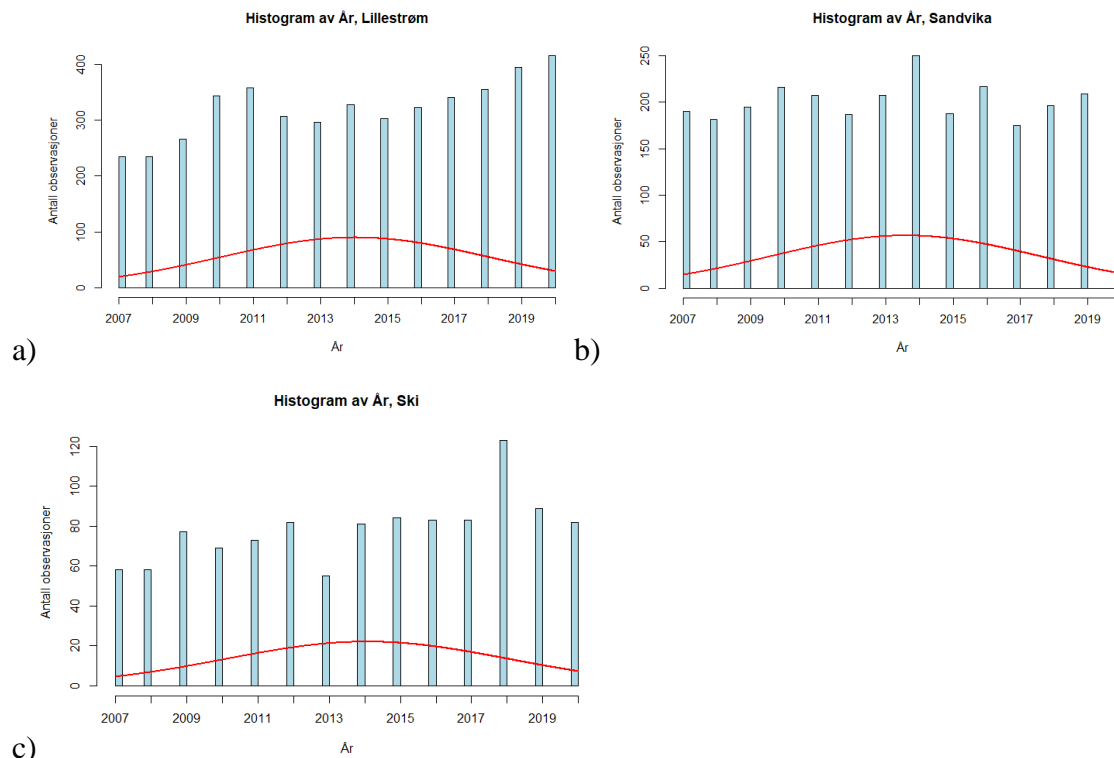 Histogram av År, Lillestrøm
Antall observasjoner
400
300
200
100
0
2007 2009 2011 2013 2015 2017 2019
År
a)
Histogram av År, Sandvika
Antall observasjoner
250
200
150
100
50
0
2007 2009 2011 2013 2015 2017 2019
År
b)
Histogram av År, Ski
Antall observasjoner
120
100
80
60
40
20
0
2007 2009 2011 2013 2015 2017 2019
År
c)